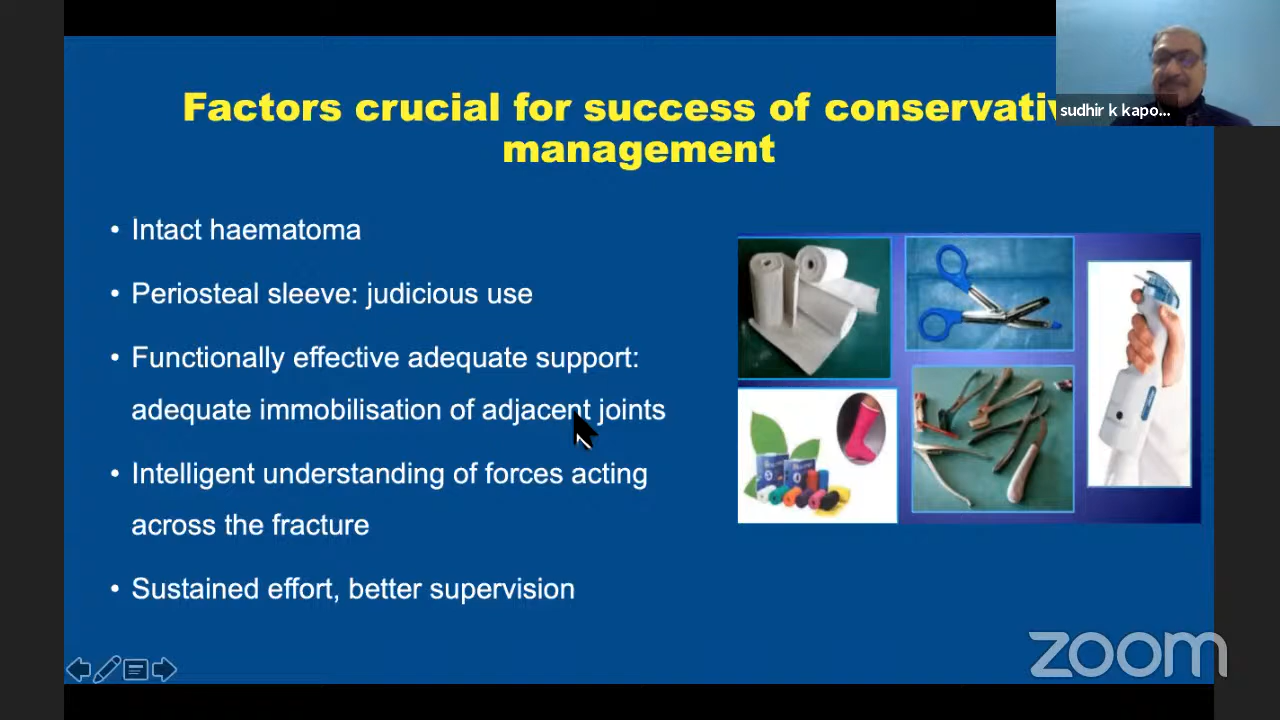 Factors crucial for success of conservativ
management
sudhir k kapo...
• Intact haematoma
• Periosteal sleeve: judicious use
• Functionally effective adequate support:
adequate immobilisation of adjacent joints
• Intelligent understanding of forces acting
across the fracture
• Sustained effort, better supervision
zoom